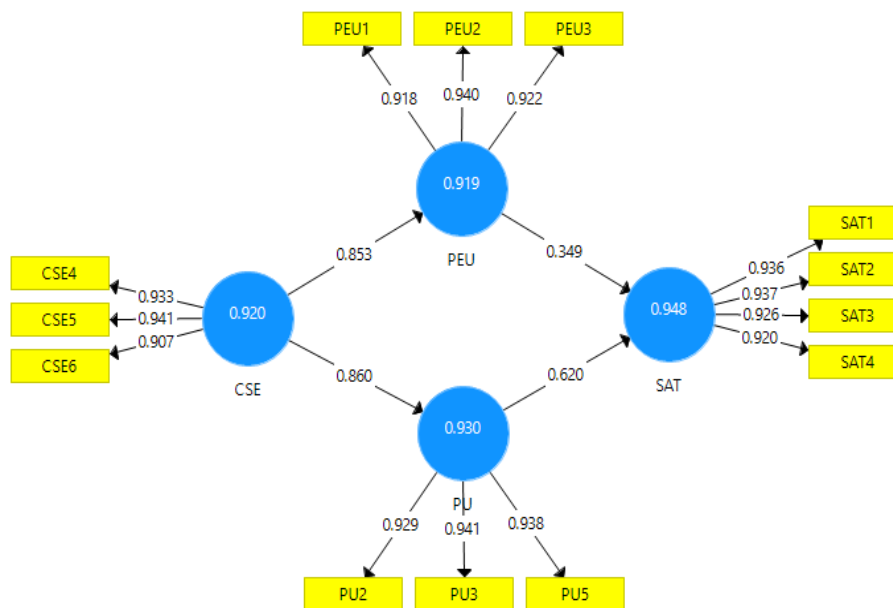 PEU1 PEU2 PEU3
0.918 0.940 0.922
0.919
PEU
0.853 0.349
SAT1
0.936
SAT2
0.937
SAT3
0.926
SAT4
0.920
CSE4
0.933
CSE5
0.941
CSE6
0.907
0.920
CSE
0.948
SAT
0.860 0.620
0.930
PU
0.929 0.941 0.938
PU2 PU3 PU5